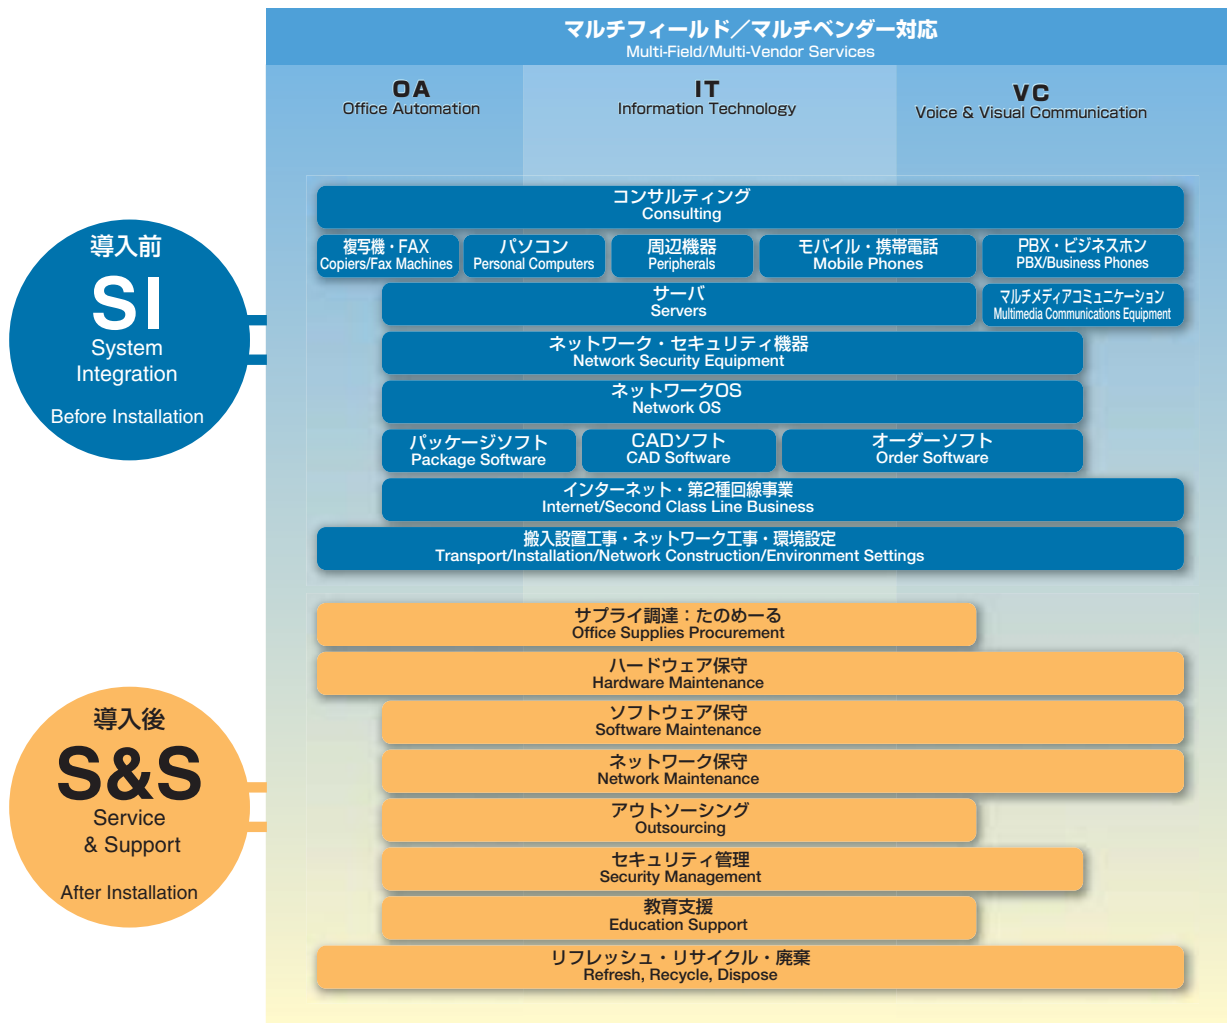 マルチフィールド／マルチベンダー対応
Multi-Field/Multi-Vendor Services
OA
Office Automation
IT
Information Technology
VC
Voice & Visual Communication
導入前
SI
System
Integration
Before Installation
コンサルティング
Consulting
複写機・FAX
Copiers/Fax Machines
パソコン
Personal Computers
周辺機器
Peripherals
モバイル・携帯電話
Mobile Phones
PBX・ビジネスホン
PBX/Business Phones
サーバ
Servers
マルチメディアコミュニケーション
Multimedia Communications Equipment
ネットワーク・セキュリティ機器
Network Security Equipment
ネットワークOS
Network OS
パッケージソフト
Package Software
CADソフト
CAD Software
オーダーソフト
Order Software
インターネット・第2種回線事業
Internet/Second Class Line Business
搬入設置工事・ネットワーク工事・環境設定
Transport/Installation/Network Construction/Environment Settings
導入後
S&S
Service
& Support
After Installation
サプライ調達：たのめーる
Office Supplies Procurement
ハードウェア保守
Hardware Maintenance
ソフトウェア保守
Software Maintenance
ネットワーク保守
Network Maintenance
アウトソーシング
Outsourcing
セキュリティ管理
Security Management
教育支援
Education Support
リフレッシュ・リサイクル・廃棄
Refresh, Recycle, Dispose